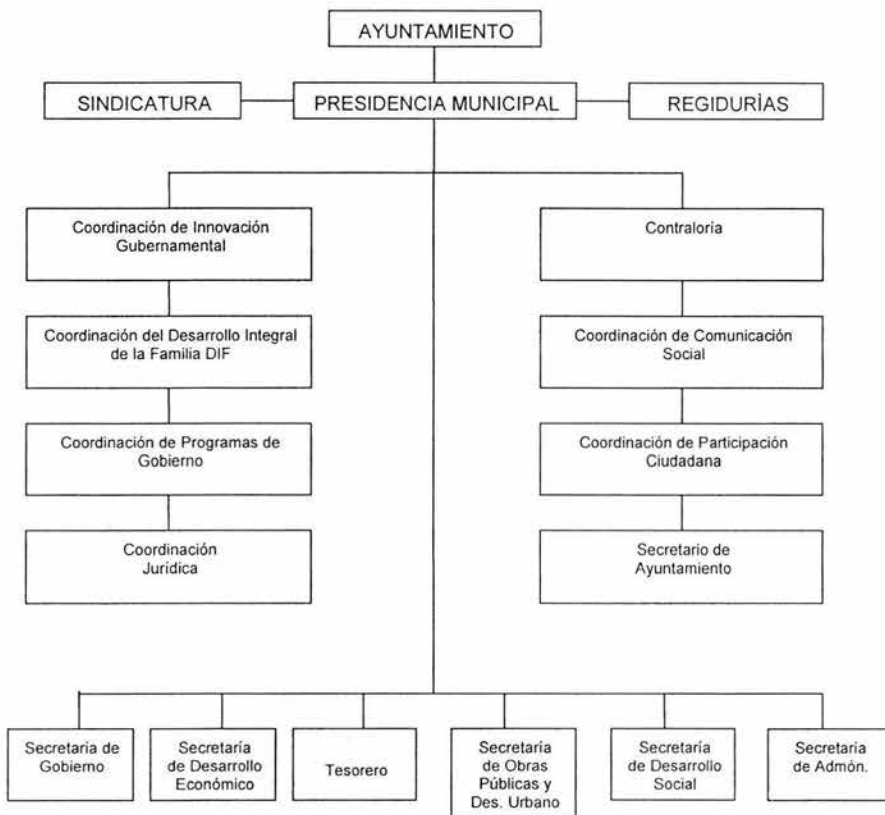 AYUNTAMIENTO
SINDICATURA
PRESIDENCIA MUNICIPAL
REGIDURÌAS
Coordinación de Innovación
Gubernamental
Contraloría
Coordinación del Desarrollo Integral
de la Familia DIF
Coordinación de Comunicación
Social
Coordinación de Programas de
Gobierno
Coordinación de Participación
Ciudadana
Coordinación
Jurídica
Secretario de
Ayuntamiento
Secretaria de
Gobierno
Secretaría
de Desarrollo
Económico
Tesorero
Secretaría
de Obras
Públicas y
Des. Urbano
Secretaría
de Desarrollo
Social
Secretaria
de Admón.